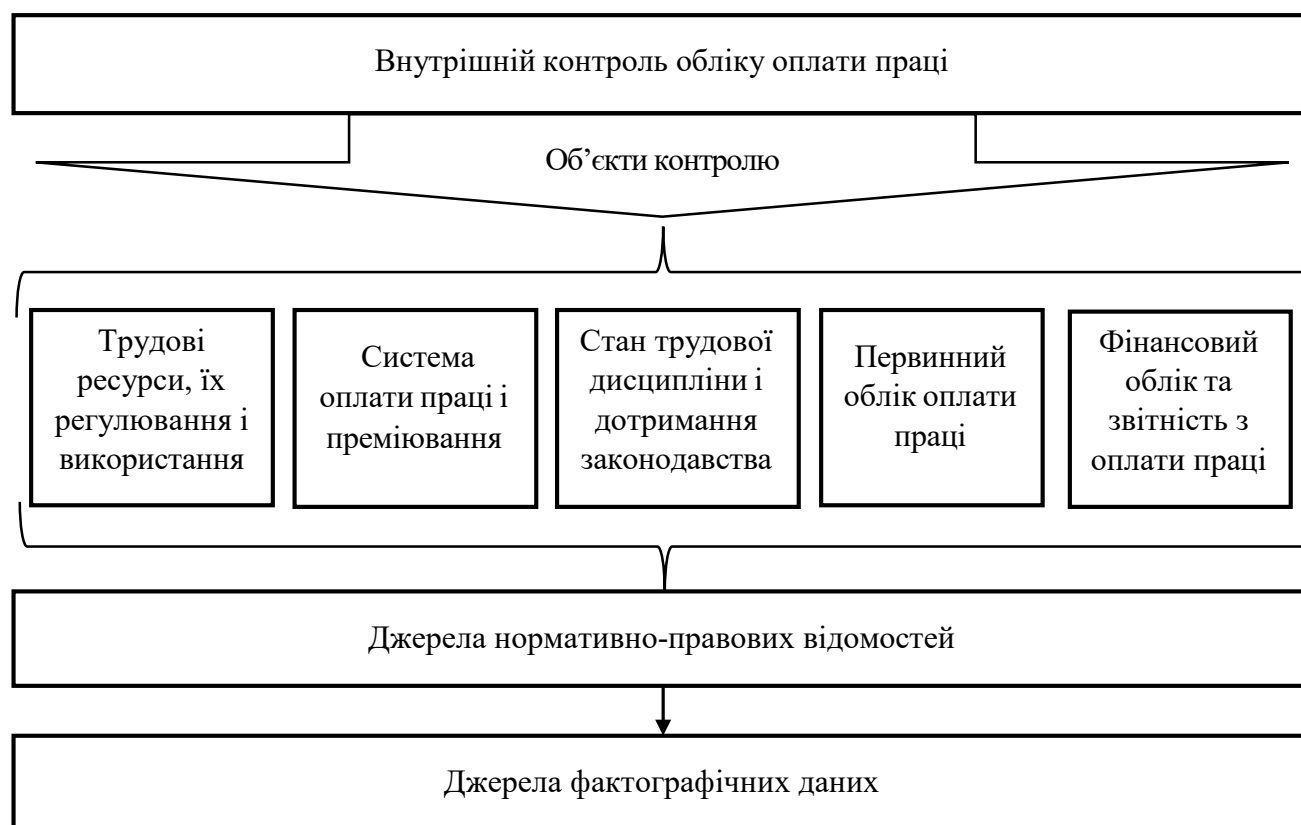 Внутрішній контроль обліку оплати праці
Об’єкти контролю
Трудові
ресурси, їх
регулювання і
використання
Система
оплати праці і
преміювання
Стан трудової
дисципліни і
дотримання
законодавства
Первинний
облік оплати
праці
Фінансовий
облік та
звітність з
оплати праці
Джерела нормативно-правових відомостей
Джерела фактографічних даних